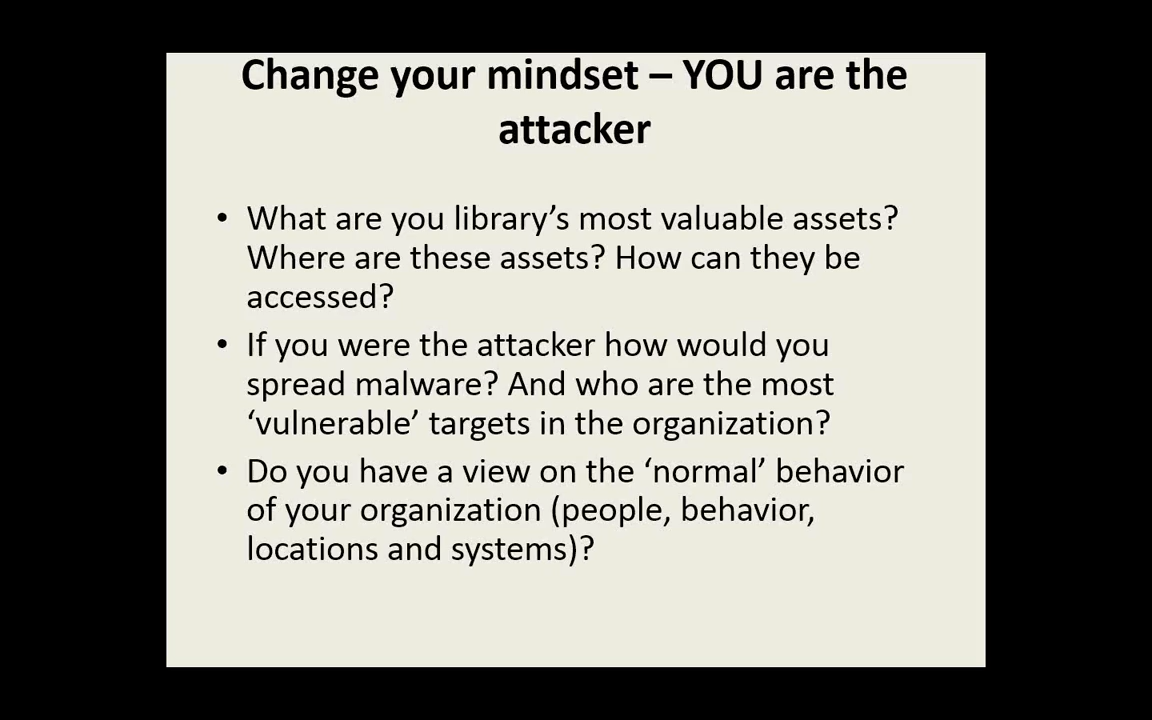 Change your mindset – YOU are the
attacker
• What are you library’s most valuable assets?
Where are these assets? How can they be
accessed?
• If you were the attacker how would you
spread malware? And who are the most
‘vulnerable’ targets in the organization?
• Do you have a view on the ‘normal’ behavior
of your organization (people, behavior,
locations and systems)?